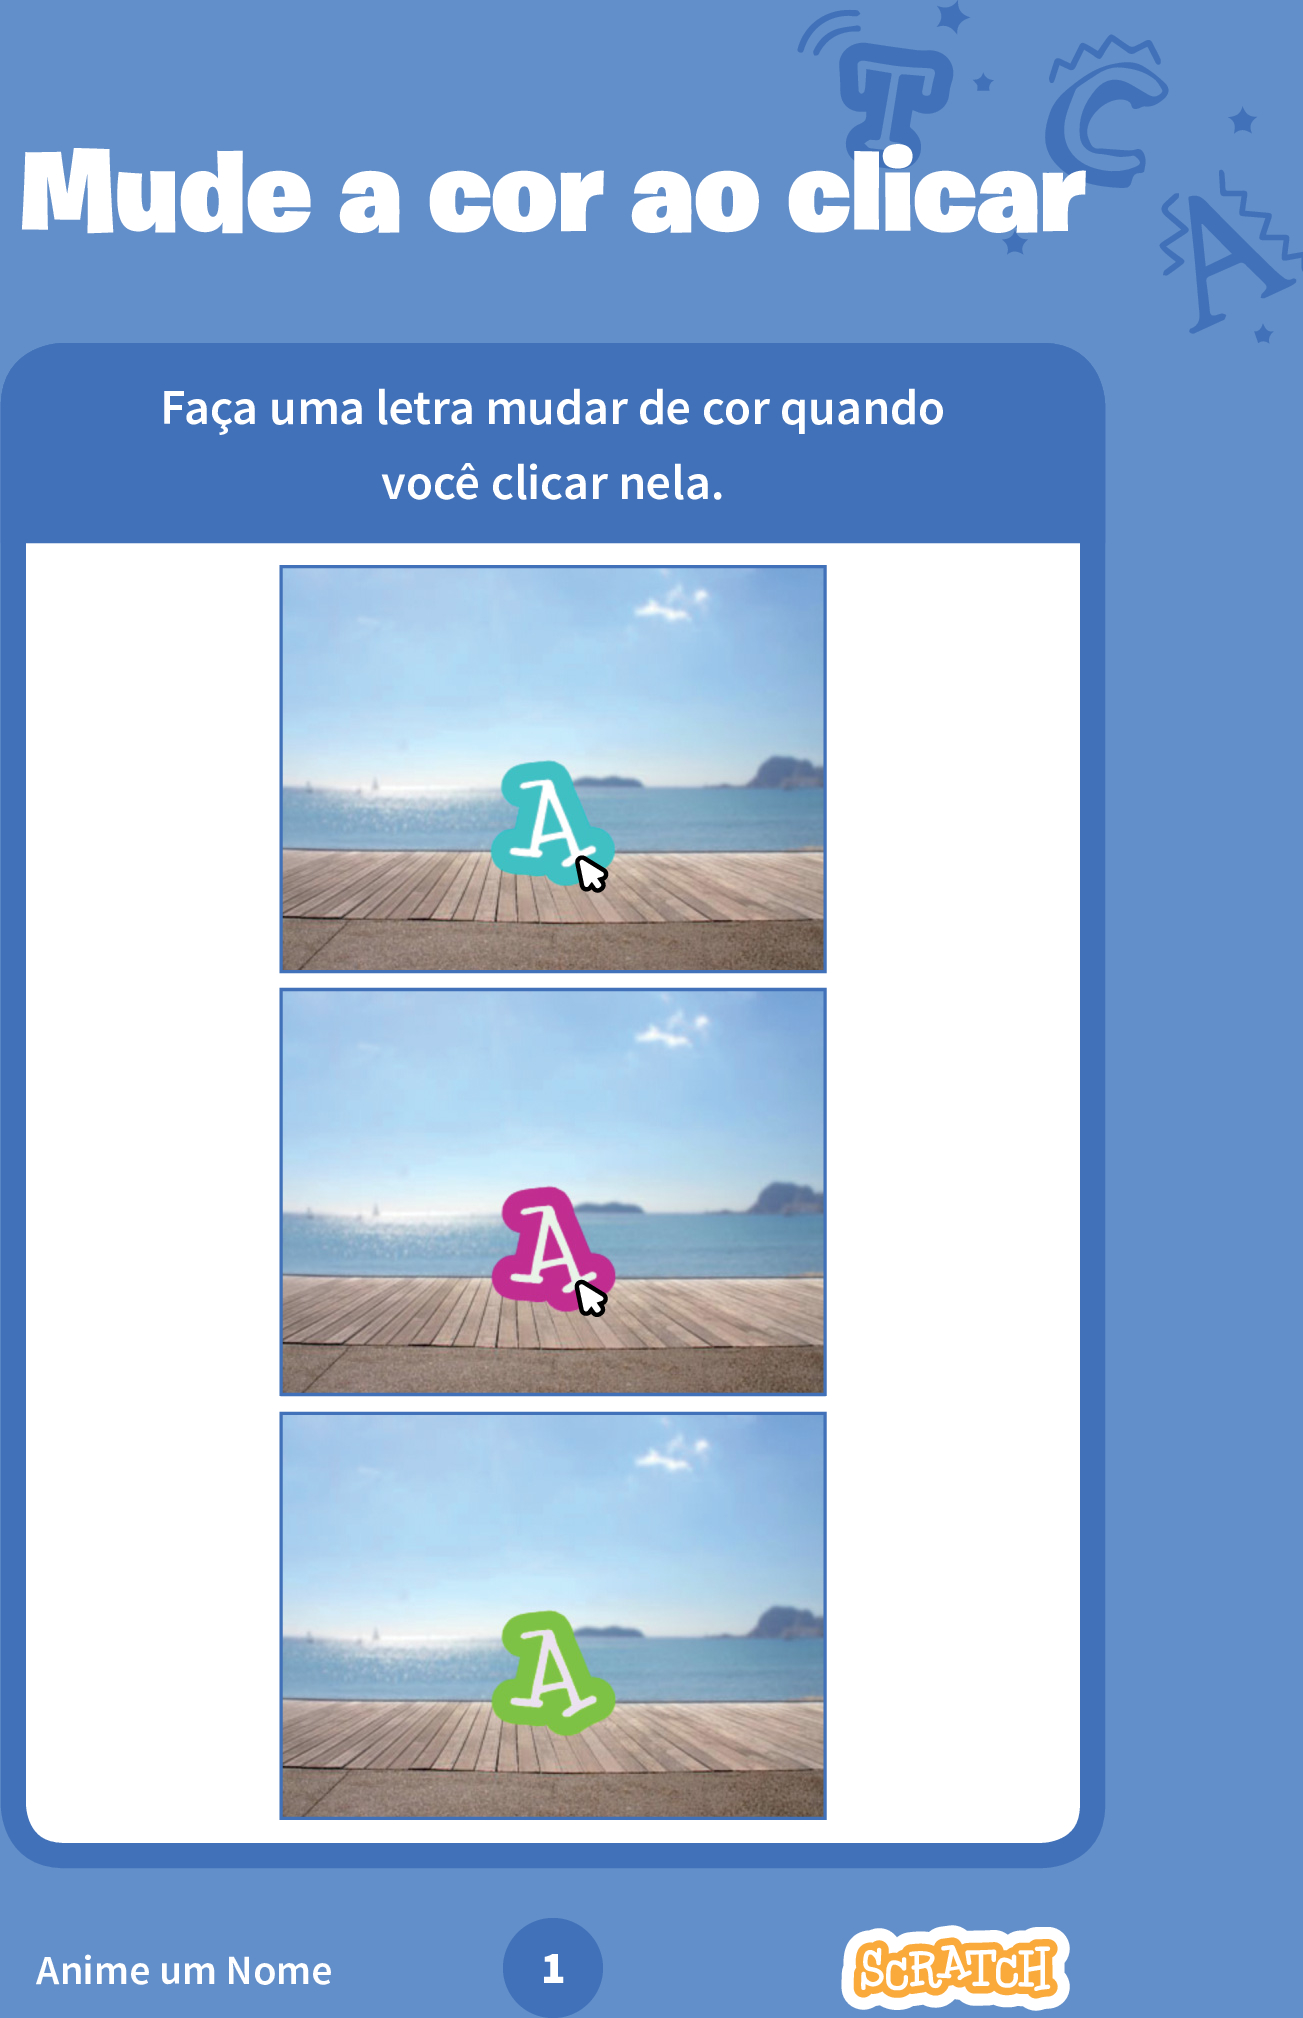 T C
A
Mude a cor ao clicar
Faça uma letra mudar de cor quando
você clicar nela.
A
A
A
Anime um Nome
1
SCRATCH